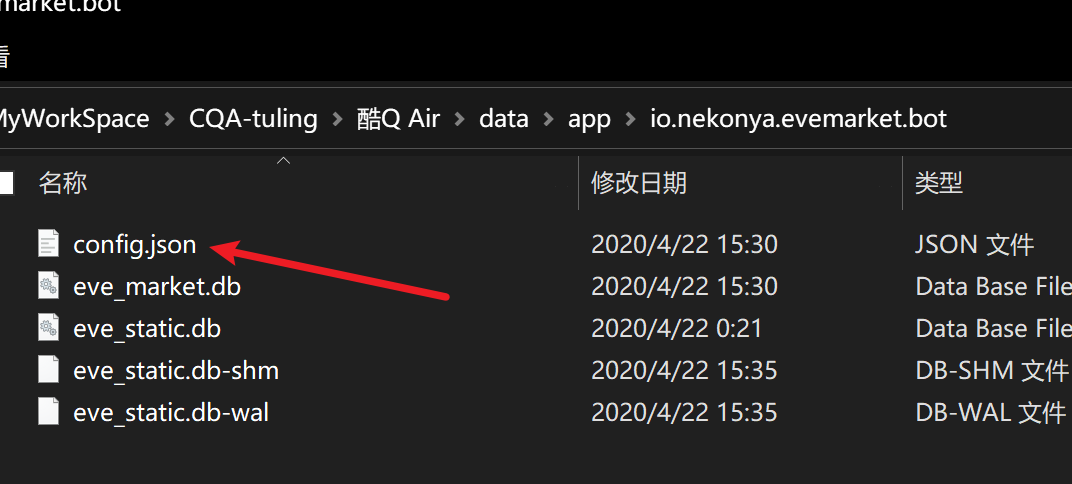 market.bot
看
MyWorkSpace > CQA-tuling > 酷Q Air > data > app > io.nekonya.evemarket.bot
名称 修改日期 类型
config.json 2020/4/22 15:30 JSON 文件
eve_market.db 2020/4/22 15:30 Data Base File
eve_static.db 2020/4/22 0:21 Data Base File
eve_static.db-shm 2020/4/22 15:35 DB-SHM 文件
eve_static.db-wal 2020/4/22 15:35 DB-WAL 文件